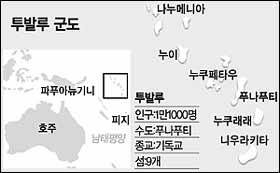 투발루 군도
나누메니아
누이
누쿠페타우
푸나푸티
누쿠래래
니우라키타
파푸아뉴기니
피지
호주
남태평양
투발루
인구:1만1000명
수도:푸나푸티
종교:기독교
섬:9개